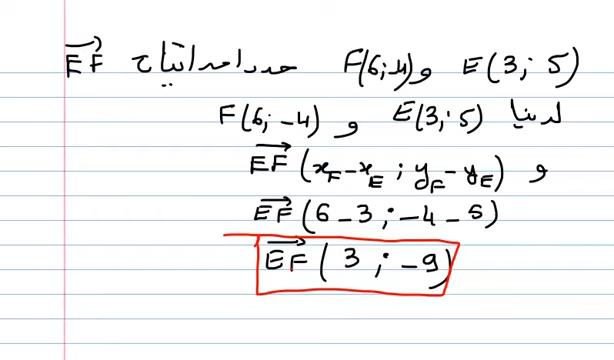 E(3; 5) و F(6;-4) حدد احداثيات EF
لدينا E(3; 5) و F(6; -4)
و EF (x_F - x_E ; y_F - y_E)
EF (6 - 3 ; -4 - 5)
EF ( 3 ; -9)